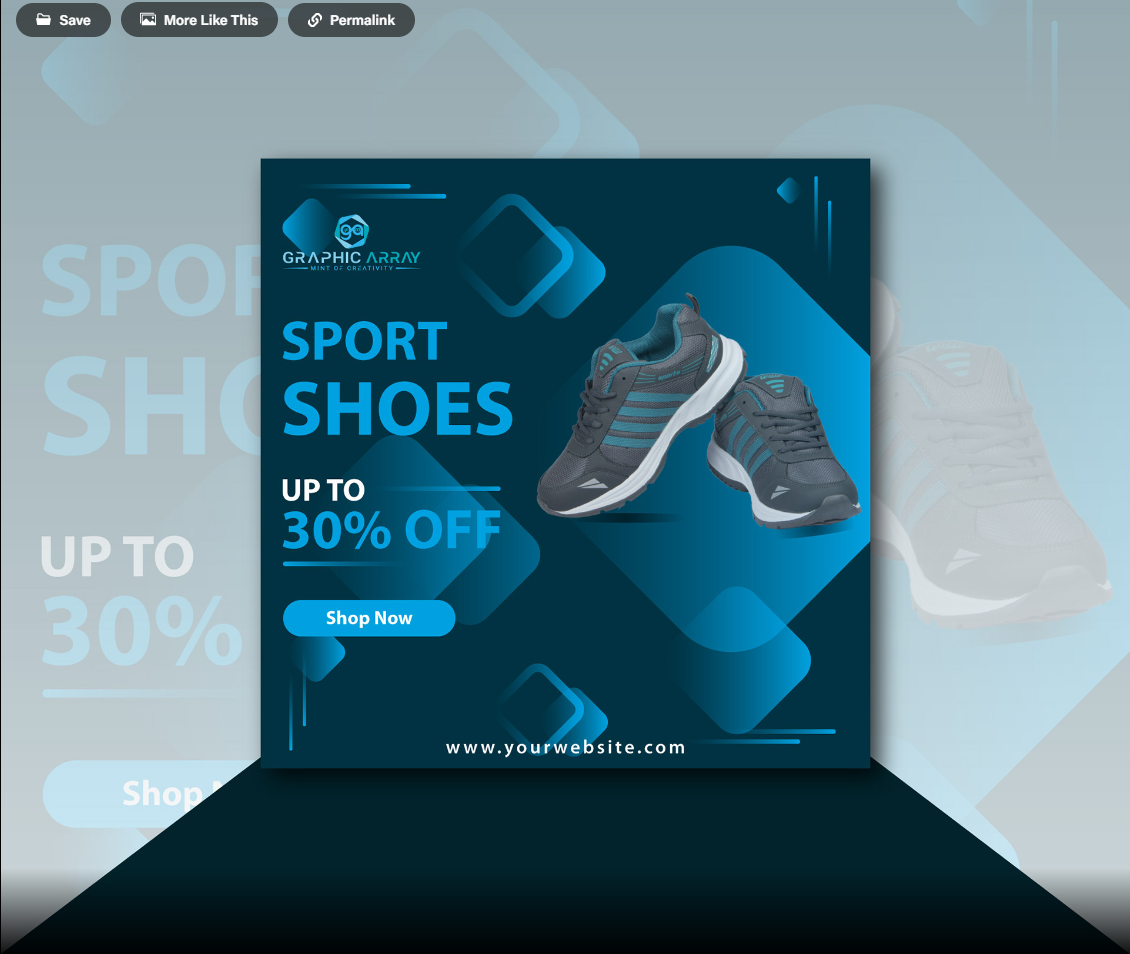 Save
More Like This
Permalink
ga
GRAPHIC ARRAY
MINT OF CREATIVITY
SPORT
SHOES
UP TO
30% OFF
Shop Now
www.yourwebsite.com
SPOR
SHO
UP TO
30%
Shop N